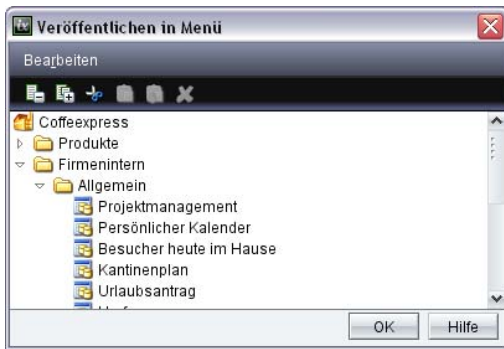 Veröffentlichen in Menü
Bearbeiten
Coffeexpress
Produkte
Firmenintern
Allgemein
Projektmanagement
Persönlicher Kalender
Besucher heute im Hause
Kantinenplan
Urlaubsantrag
OK Hilfe